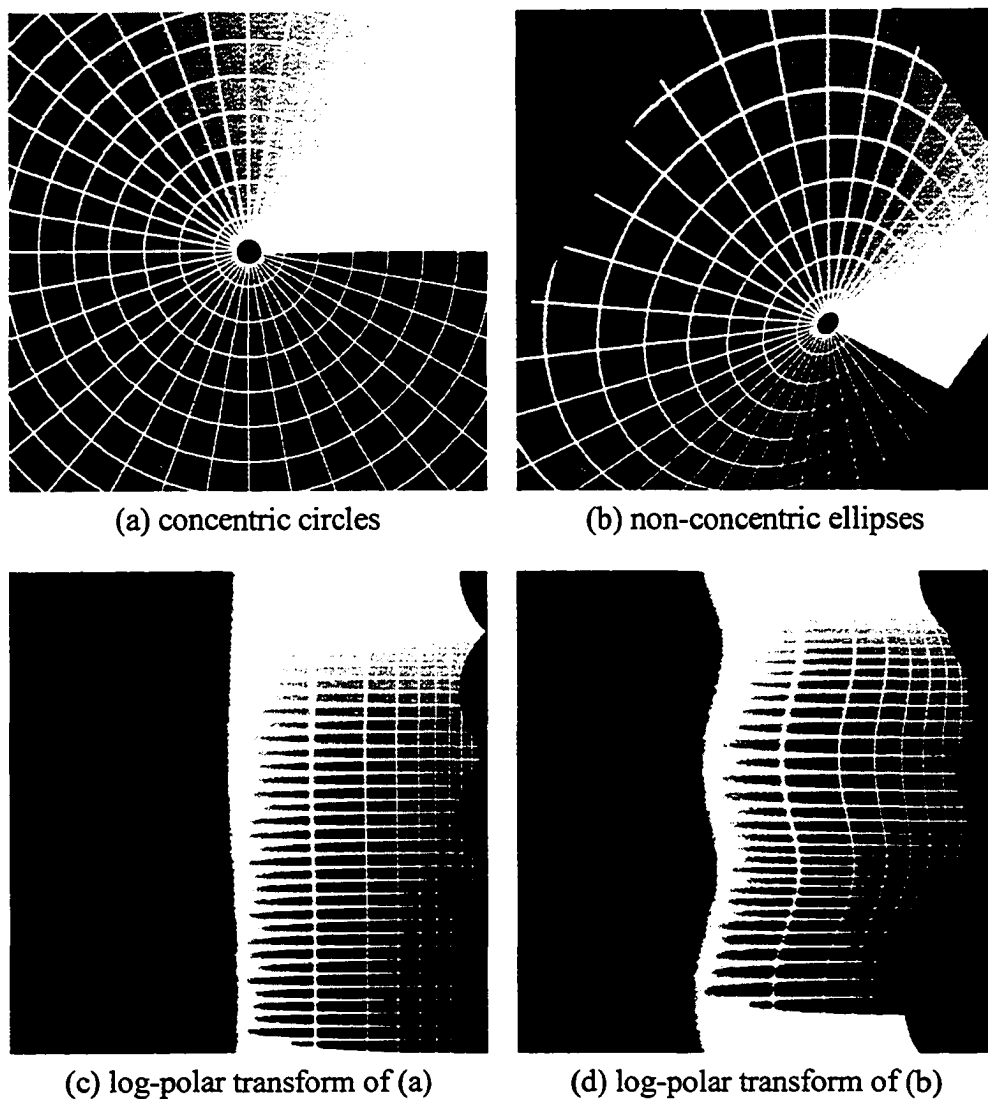 (a) concentric circles
(b) non-concentric ellipses
(c) log-polar transform of (a)
(d) log-polar transform of (b)